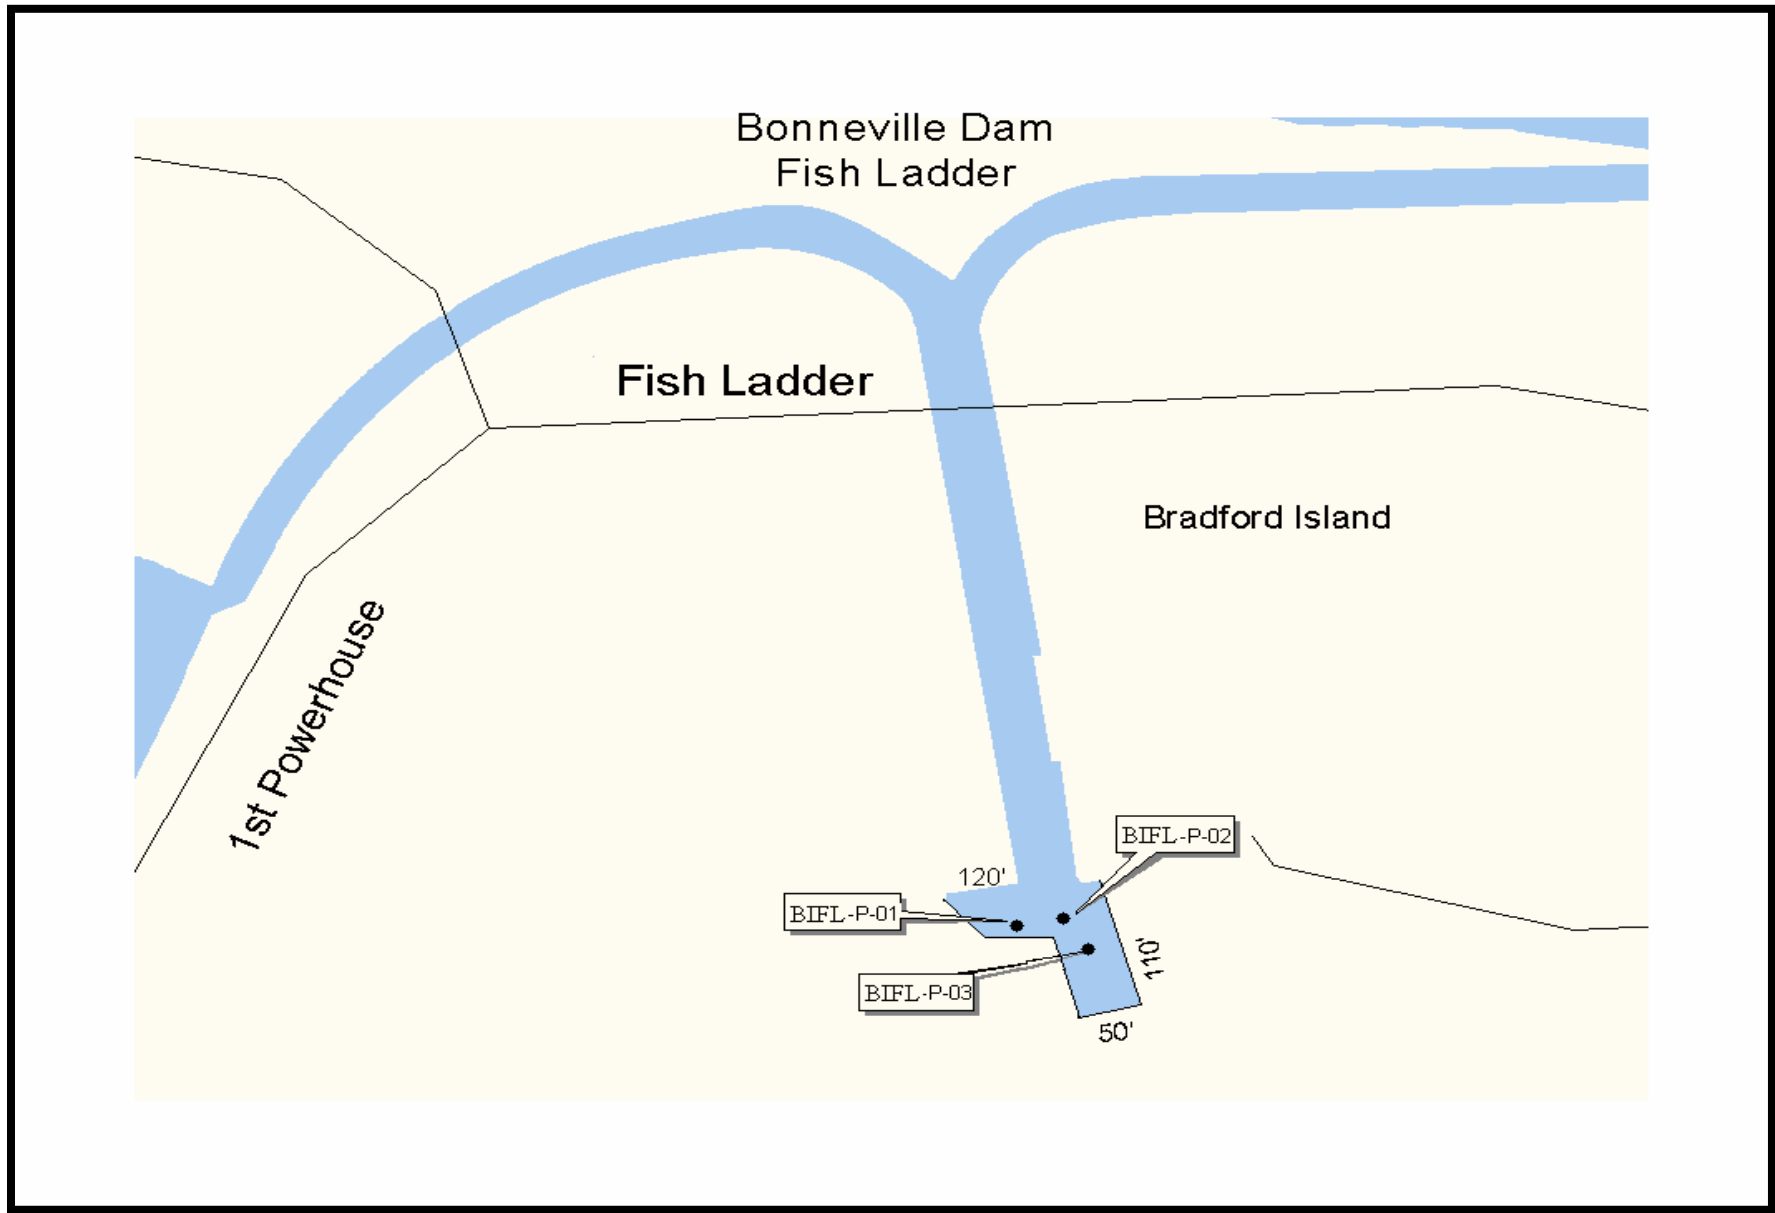 Bonneville Dam
Fish Ladder
Fish Ladder
Bradford Island
1st Powerhouse
BIFL-P-02
120'
BIFL-P-01
110'
BIFL-P-03
50'